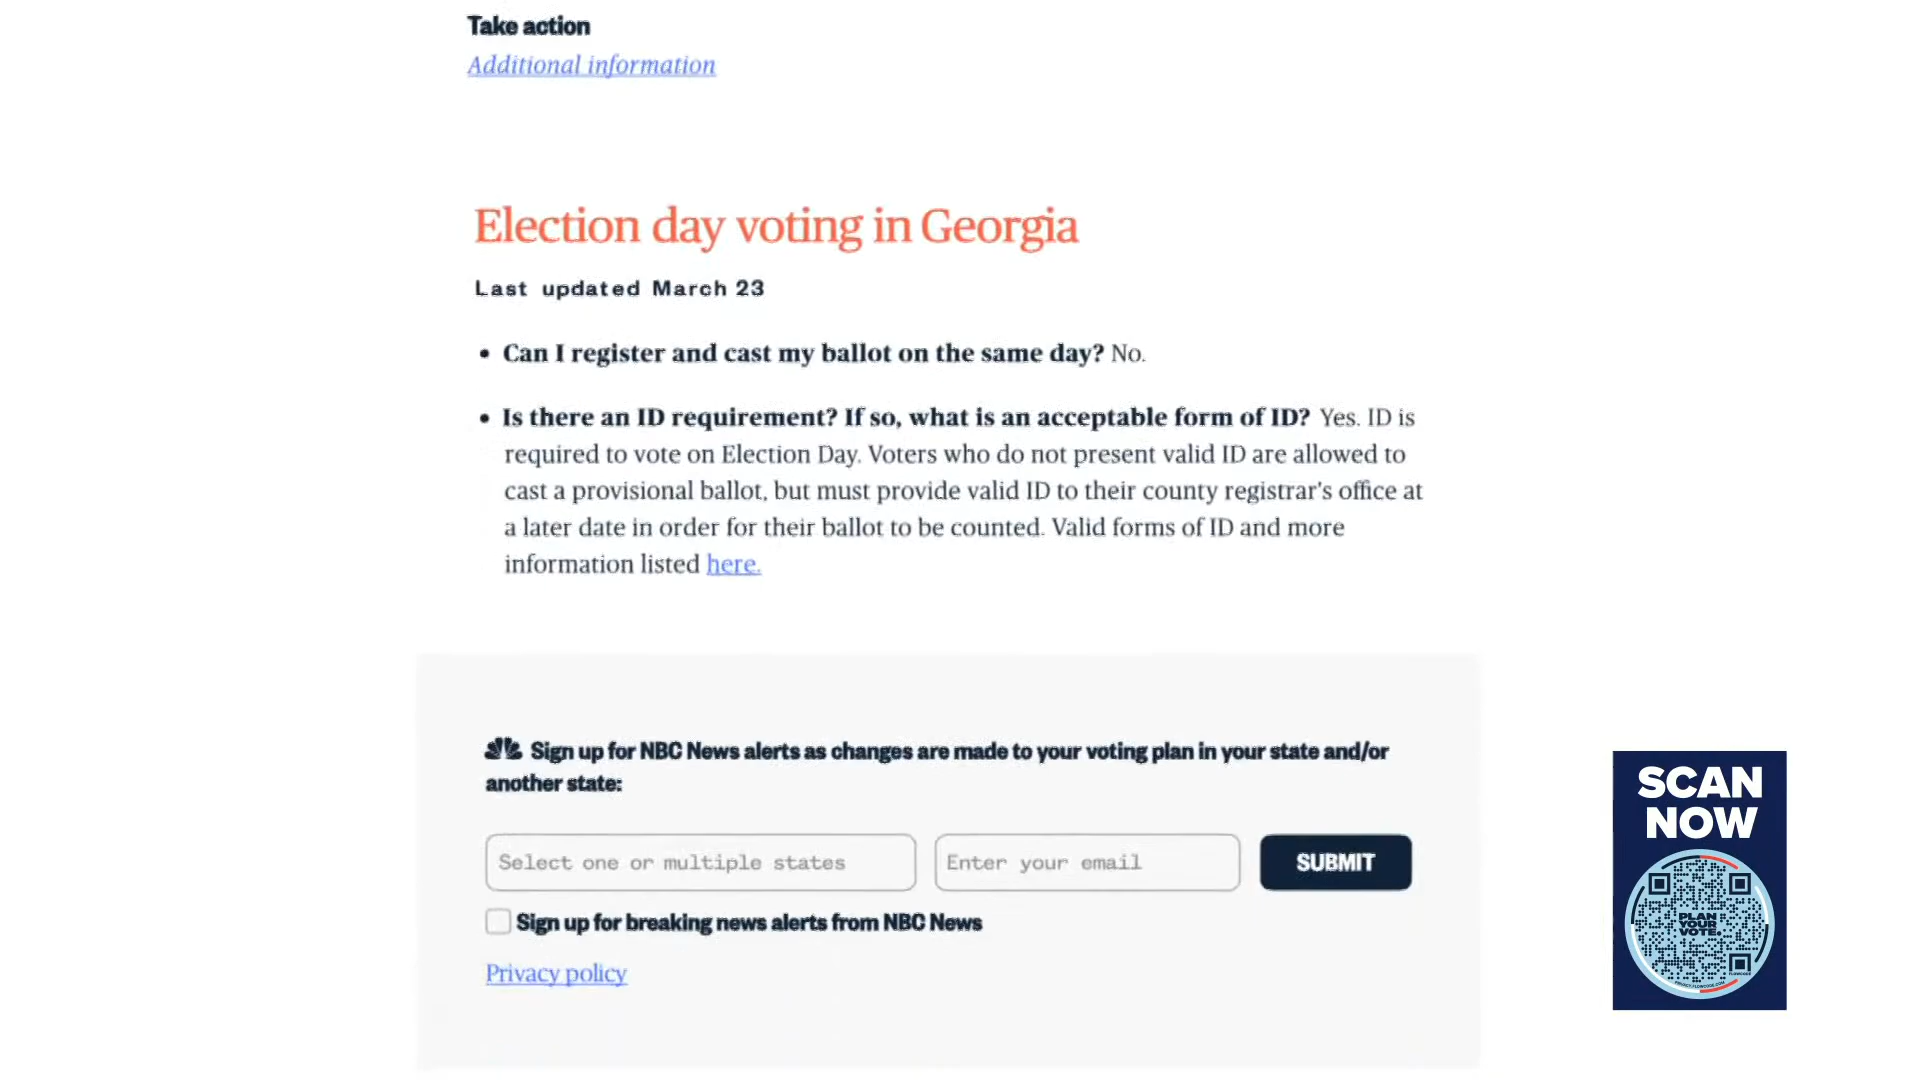 Take action
Additional information
Election day voting in Georgia
Last updated March 23
• Can I register and cast my ballot on the same day? No.
• Is there an ID requirement? If so, what is an acceptable form of ID? Yes. ID is
required to vote on Election Day. Voters who do not present valid ID are allowed to
cast a provisional ballot, but must provide valid ID to their county registrar's office at
a later date in order for their ballot to be counted. Valid forms of ID and more
information listed here.
Sign up for NBC News alerts as changes are made to your voting plan in your state and/or
another state:
Select one or multiple states
Enter your email
SUBMIT
Sign up for breaking news alerts from NBC News
Privacy policy
SCAN
NOW
PLAN
YOUR
VOTE.
FLOWCODE
PRIVACY.FLOWCODE.COM